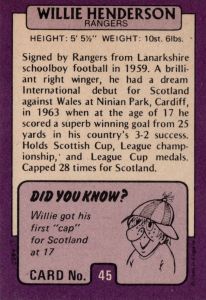 WILLIE HENDERSON
RANGERS
HEIGHT: 5' 5½" WEIGHT: 10st. 6lbs.
Signed by Rangers from Lanarkshire
schoolboy football in 1959. A brilli-
ant right winger, he had a dream
International debut for Scotland
against Wales at Ninian Park, Cardiff,
in 1963 when at the age of 17 he
scored a superb winning goal from 25
yards in his country's 3-2 success.
Holds Scottish Cup, League champ-
ionship, and League Cup medals.
Capped 28 times for Scotland.
DID YOU KNOW?
Willie got his
first "cap"
for Scotland
at 17
CARD No. 45